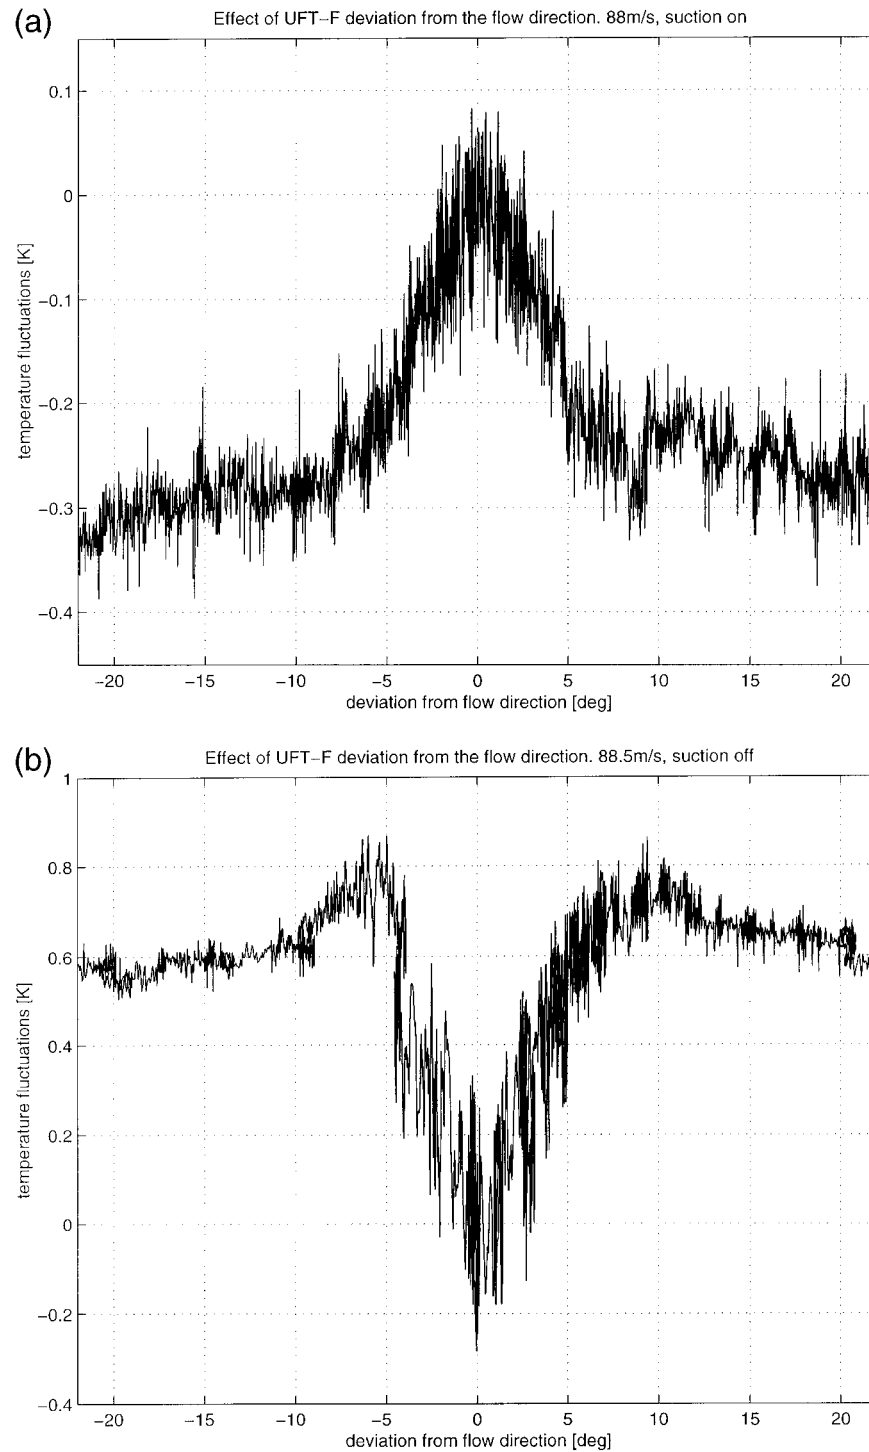 (a)
Effect of UFT−F deviation from the flow direction. 88m/s, suction on
0.1
0
−0.1
−0.2
−0.3
−0.4
temperature fluctuations [K]
−20 −15 −10 −5 0 5 10 15 20
deviation from flow direction [deg]
(b)
Effect of UFT−F deviation from the flow direction. 88.5m/s, suction off
1
0.8
0.6
0.4
0.2
0
−0.2
−0.4
temperature fluctuations [K]
−20 −15 −10 −5 0 5 10 15 20
deviation from flow direction [deg]